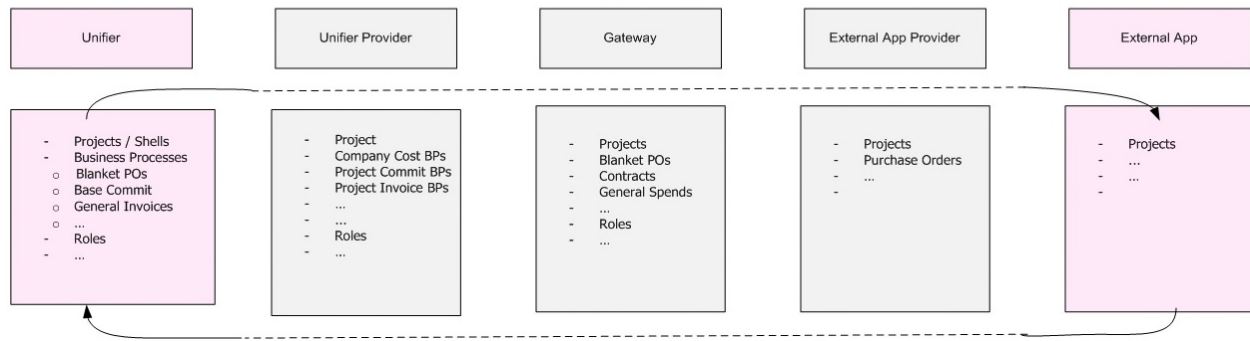 Unifier
Unifier Provider
Gateway
External App Provider
External App
- Projects / Shells
- Business Processes
o Blanket POs
o Base Commit
o General Invoices
o ...
- Roles
- ...
- Project
- Company Cost BPs
- Project Commit BPs
- Project Invoice BPs
- ...
- ...
- Roles
- ...
- Projects
- Blanket POs
- Contracts
- General Spends
- ...
- Roles
- ...
- Projects
- Purchase Orders
- ...
-
- Projects
- ...
- ...
-